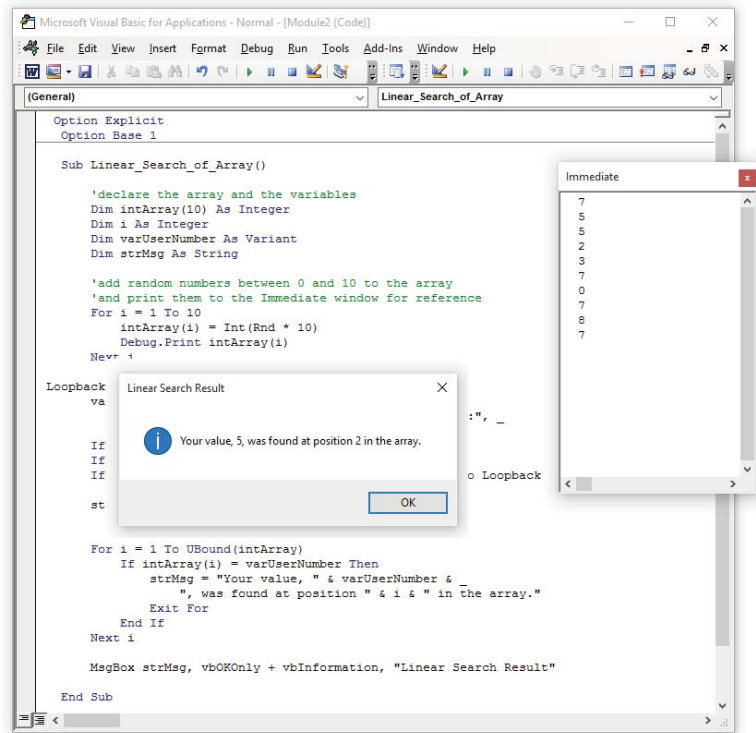 Microsoft Visual Basic for Applications - Normal - [Module2 (Code)]
File Edit View Insert Format Debug Run Tools Add-Ins Window Help
(General) Linear_Search_of_Array
Option Explicit
Option Base 1
Sub Linear_Search_of_Array()
'declare the array and the variables
Dim intArray(10) As Integer
Dim i As Integer
Dim varUserNumber As Variant
Dim strMsg As String
'add random numbers between 0 and 10 to the array
'and print them to the Immediate window for reference
For i = 1 To 10
intArray(i) = Int(Rnd * 10)
Debug.Print intArray(i)
Next i
Loopback
va
:", _
If
If
If o Loopback
st
Linear Search Result
Your value, 5, was found at position 2 in the array.
OK
For i = 1 To UBound(intArray)
If intArray(i) = varUserNumber Then
strMsg = "Your value, " & varUserNumber & _
", was found at position " & i & " in the array."
Exit For
End If
Next i
MsgBox strMsg, vbOKOnly + vbInformation, "Linear Search Result"
End Sub
Immediate
7
5
5
2
3
7
0
7
8
7